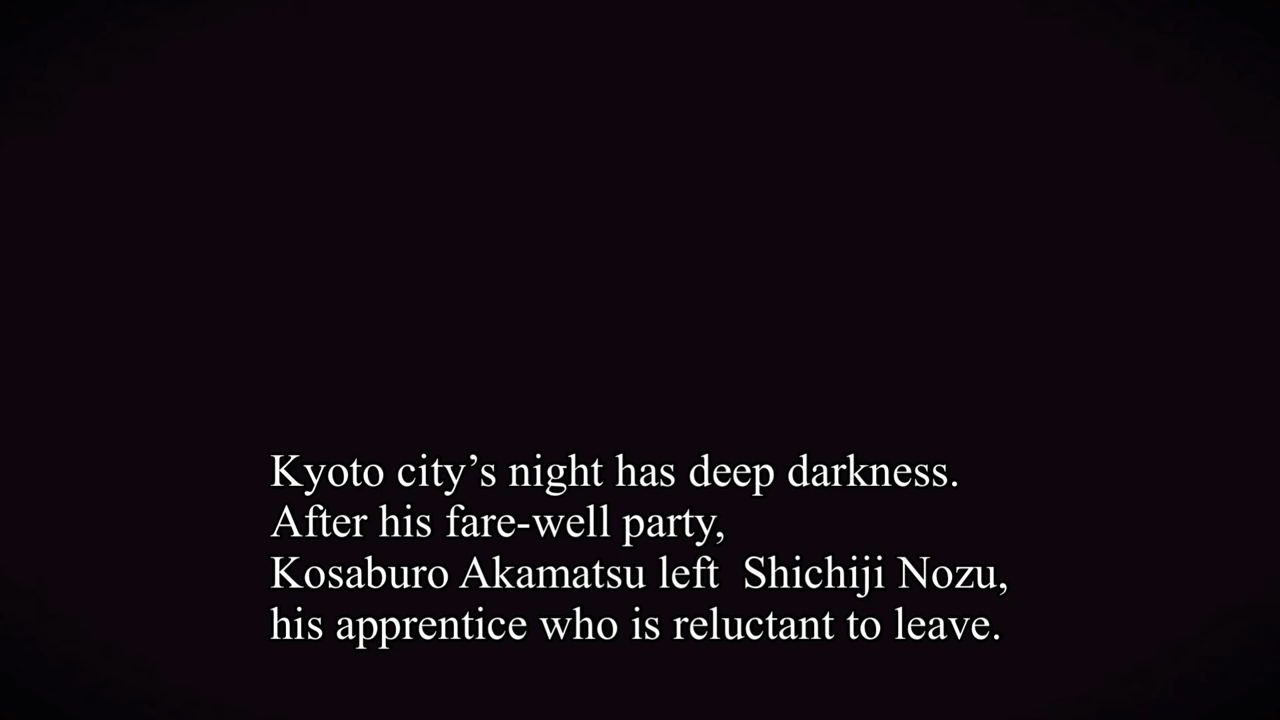 Kyoto city’s night has deep darkness.
After his fare-well party,
Kosaburo Akamatsu left  Shichiji Nozu,
his apprentice who is reluctant to leave.